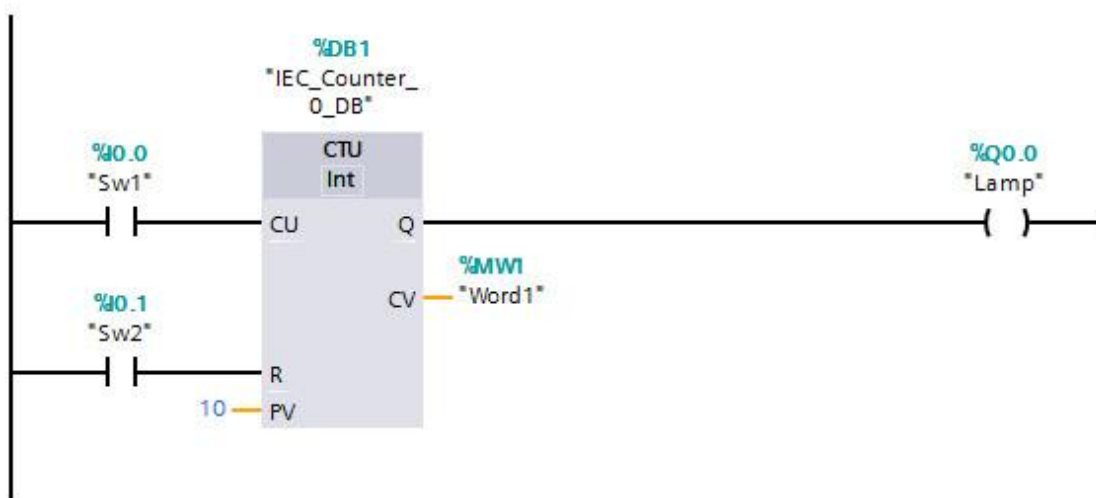 %DB1
"IEC_Counter_
0_DB"
CTU
Int
%I0.0
"Sw1"
CU
Q
%Q0.0
"Lamp"
%MW1
"Word1"
CV
%I0.1
"Sw2"
R
10
PV